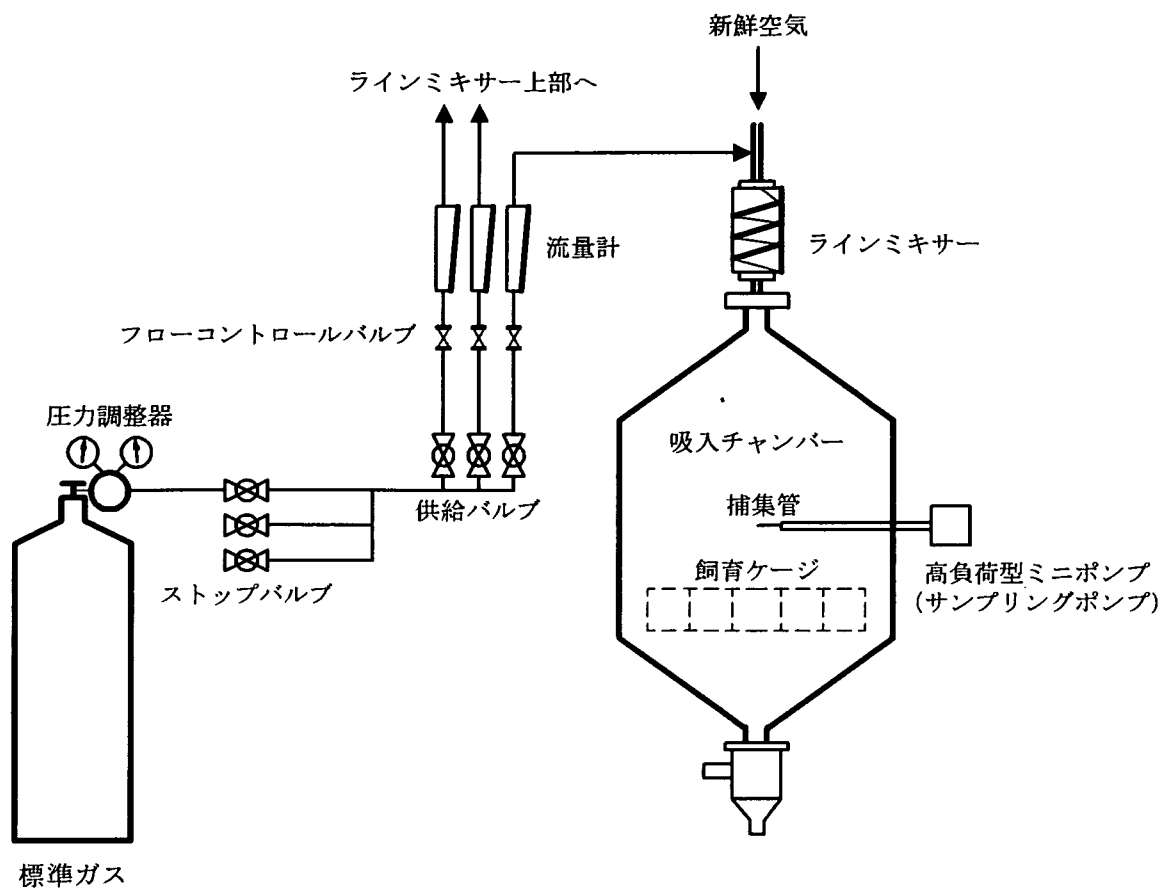 新鮮空気
ラインミキサー上部へ
流量計
ラインミキサー
フローコントロールバルブ
圧力調整器
吸入チャンバー
供給バルブ
捕集管
飼育ケージ
高負荷型ミニポンプ
(サンプリングポンプ)
ストップバルブ
標準ガス